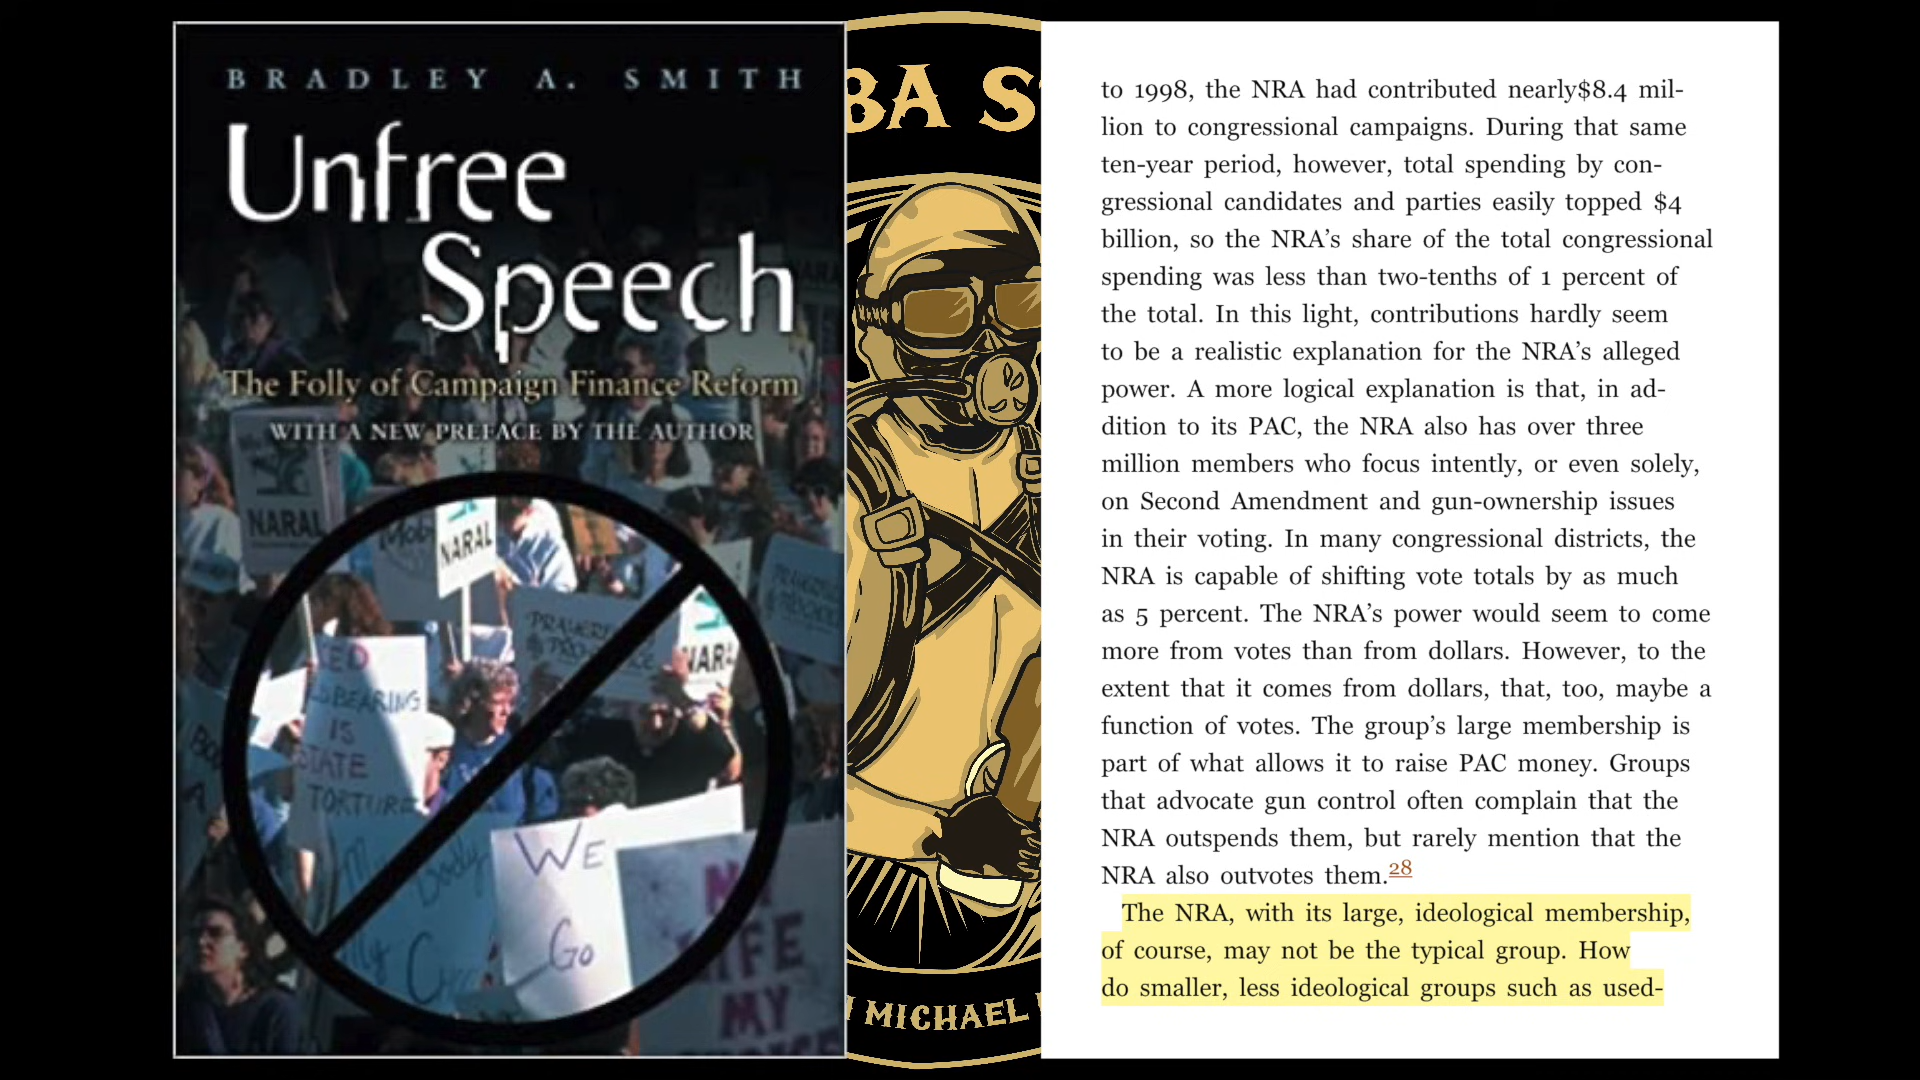 BRADLEY A. SMITH
Unfree
Speech
The Folly of Campaign Finance Reform
WITH A NEW PREFACE BY THE AUTHOR
NARAL
NARAL
IS
STATE
TORTURE
WE
Go
MY
LIFE
MY
BA S
MICHAEL
to 1998, the NRA had contributed nearly$8.4 mil-
lion to congressional campaigns. During that same
ten-year period, however, total spending by con-
gressional candidates and parties easily topped $4
billion, so the NRA’s share of the total congressional
spending was less than two-tenths of 1 percent of
the total. In this light, contributions hardly seem
to be a realistic explanation for the NRA’s alleged
power. A more logical explanation is that, in ad-
dition to its PAC, the NRA also has over three
million members who focus intently, or even solely,
on Second Amendment and gun-ownership issues
in their voting. In many congressional districts, the
NRA is capable of shifting vote totals by as much
as 5 percent. The NRA’s power would seem to come
more from votes than from dollars. However, to the
extent that it comes from dollars, that, too, maybe a
function of votes. The group’s large membership is
part of what allows it to raise PAC money. Groups
that advocate gun control often complain that the
NRA outspends them, but rarely mention that the
NRA also outvotes them.28
The NRA, with its large, ideological membership,
of course, may not be the typical group. How
do smaller, less ideological groups such as used-